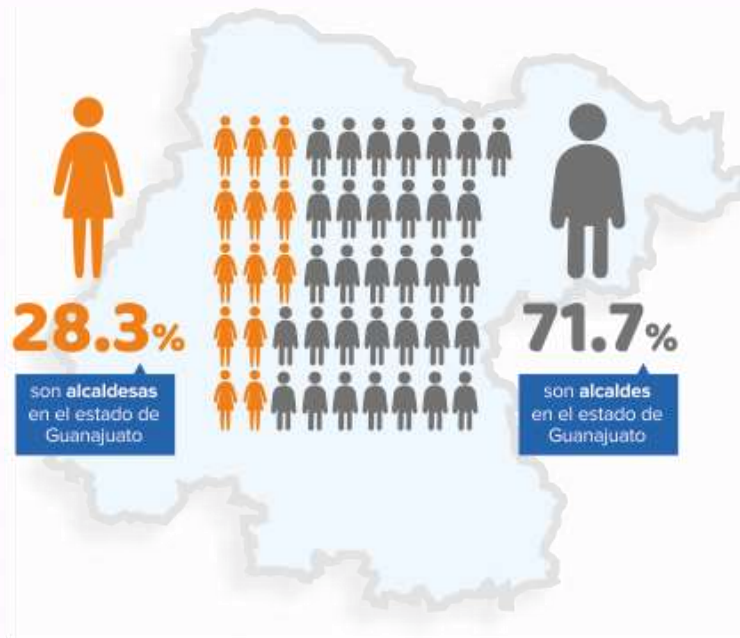 28.3%
son alcaldesas
en el estado de
Guanajuato
71.7%
son alcaldes
en el estado de
Guanajuato